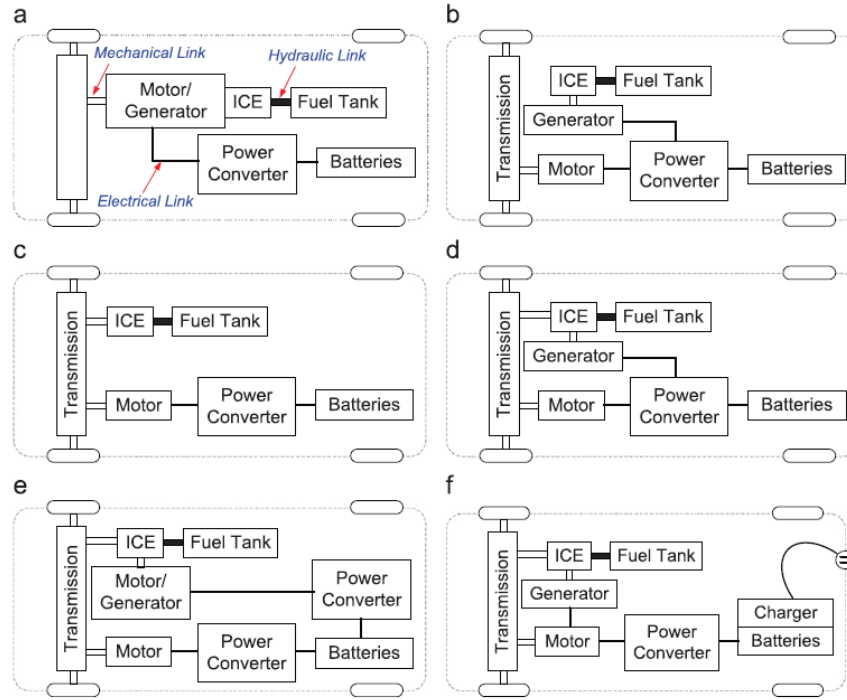 a
Mechanical Link
Hydraulic Link
Motor/
Generator
ICE
Fuel Tank
Power
Converter
Batteries
Electrical Link
b
Transmission
ICE
Fuel Tank
Generator
Motor
Power
Converter
Batteries
c
Transmission
ICE
Fuel Tank
Motor
Power
Converter
Batteries
d
Transmission
ICE
Fuel Tank
Generator
Motor
Power
Converter
Batteries
e
Transmission
ICE
Fuel Tank
Motor/
Generator
Power
Converter
Motor
Power
Converter
Batteries
f
Transmission
ICE
Fuel Tank
Generator
Motor
Power
Converter
Charger
Batteries